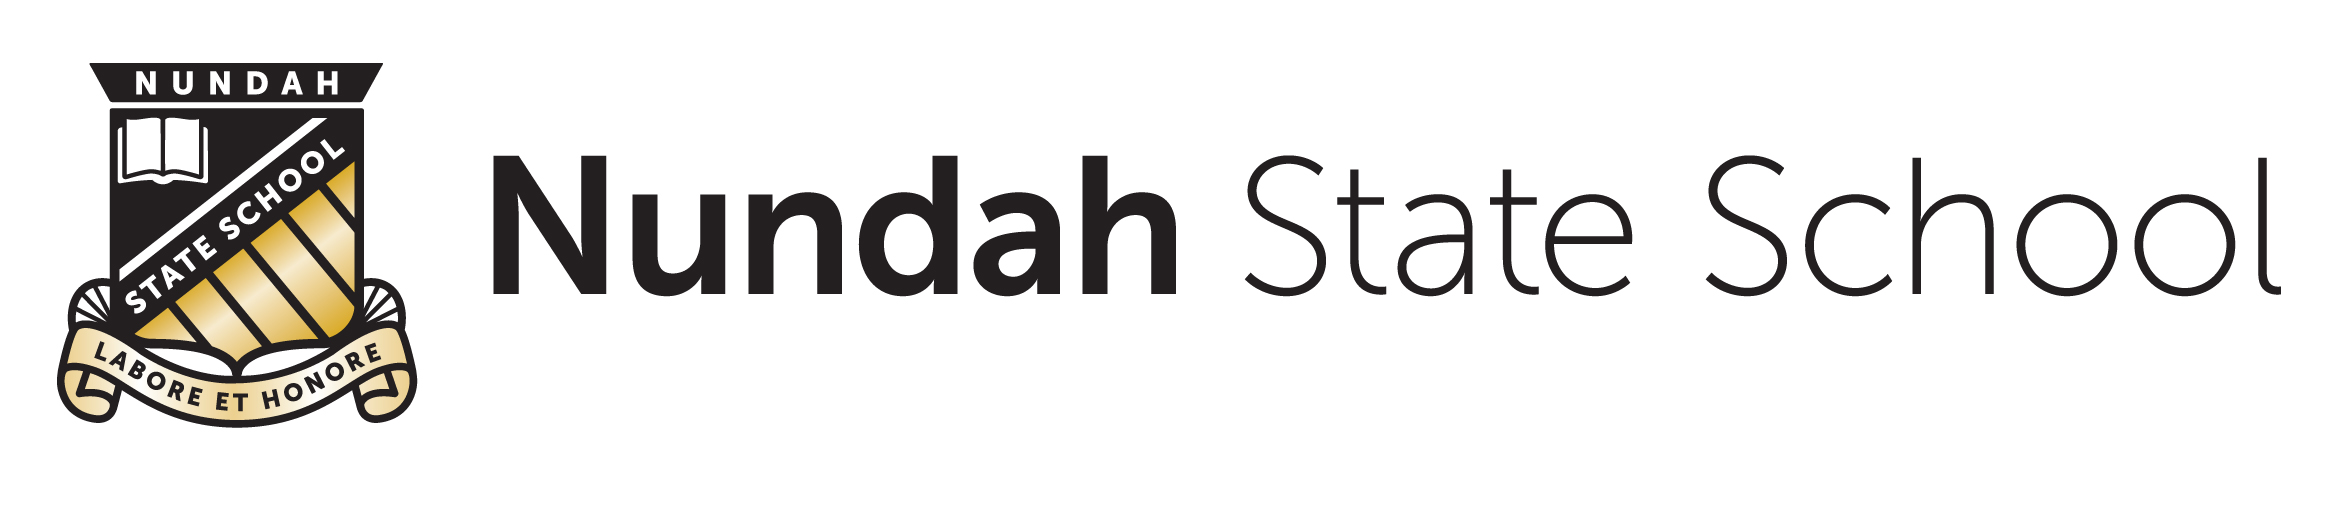 NUNDAH
STATE SCHOOL
LABORE ET HONORE
Nundah State School